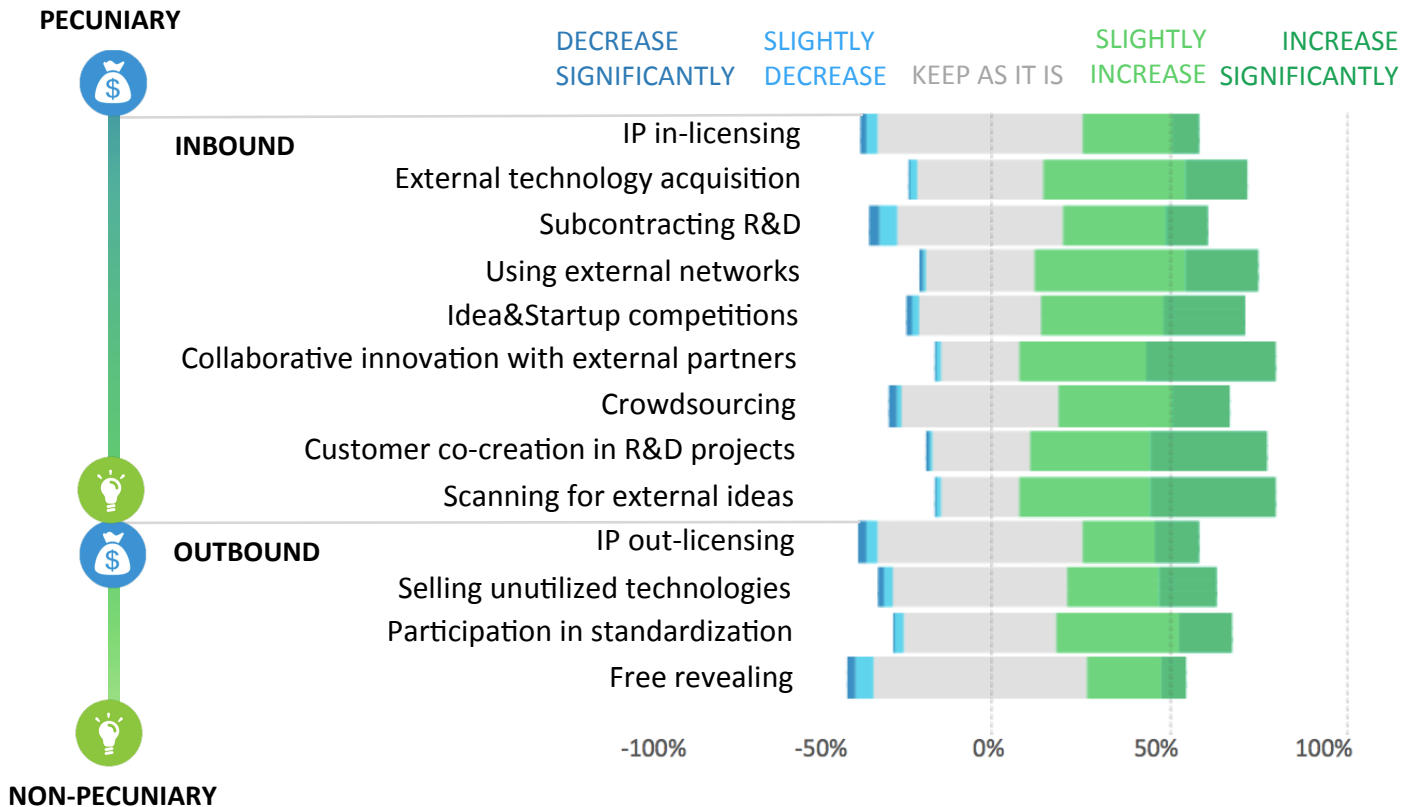 PECUNIARY
DECREASE SIGNIFICANTLY
SLIGHTLY DECREASE
KEEP AS IT IS
SLIGHTLY INCREASE
INCREASE SIGNIFICANTLY
$
INBOUND
IP in-licensing
External technology acquisition
Subcontracting R&D
Using external networks
Idea&Startup competitions
Collaborative innovation with external partners
Crowdsourcing
Customer co-creation in R&D projects
Scanning for external ideas
$
OUTBOUND
IP out-licensing
Selling unutilized technologies
Participation in standardization
Free revealing
-100% -50% 0% 50% 100%
NON-PECUNIARY